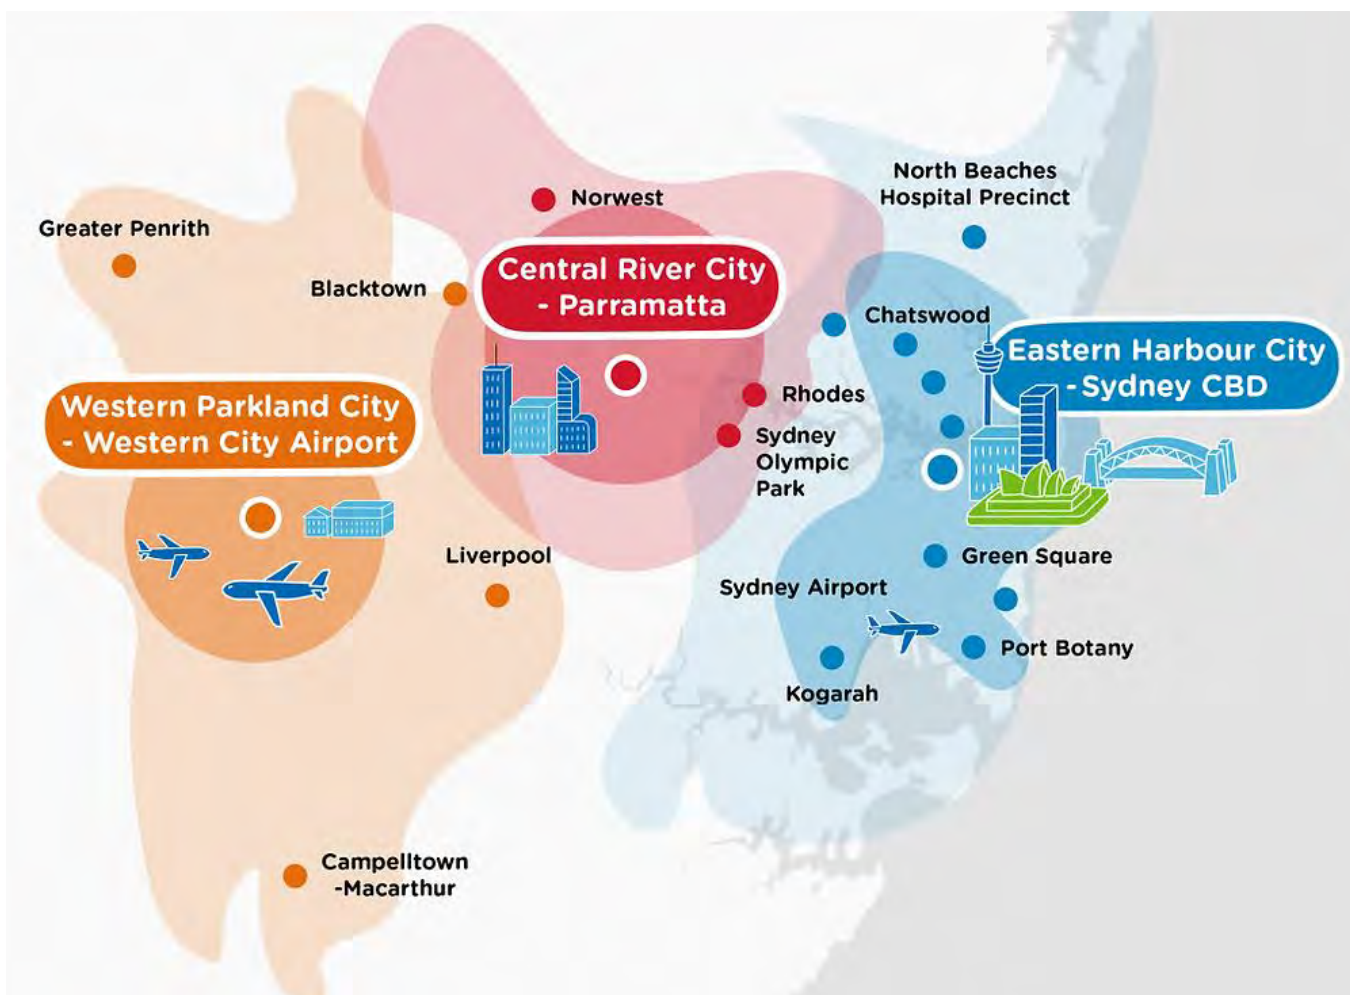 North Beaches
Hospital Precinct
Norwest
Greater Penrith
Central River City
- Parramatta
Blacktown
Chatswood
Eastern Harbour City
- Sydney CBD
Western Parkland City
- Western City Airport
Rhodes
Sydney
Olympic
Park
Liverpool
Green Square
Sydney Airport
Port Botany
Kogarah
Campelltown
-Macarthur